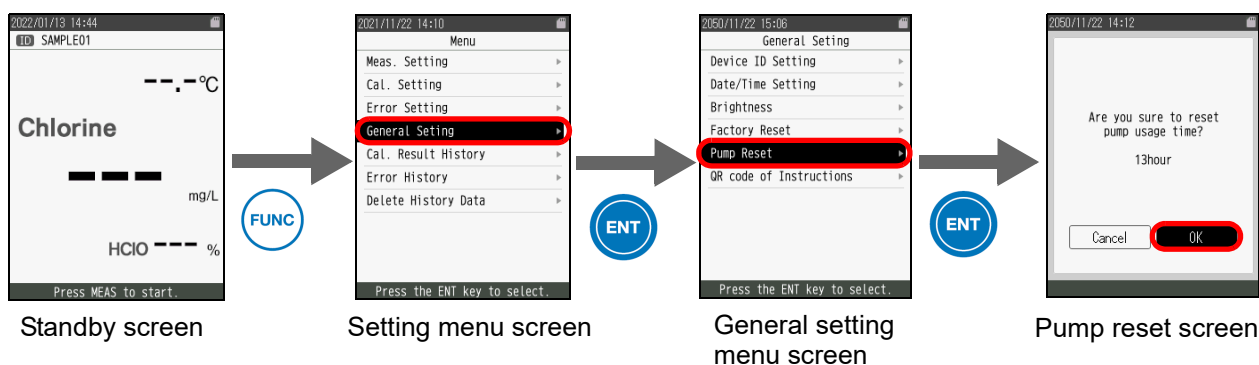 2022/01/13 14:44
ID SAMPLE01
--.-°C
Chlorine
---
mg/L
HClO --- %
Press MEAS to start.
Standby screen
FUNC
2021/11/22 14:10
Menu
Meas. Setting
Cal. Setting
Error Setting
General Seting
Cal. Result History
Error History
Delete History Data
Press the ENT key to select.
Setting menu screen
ENT
2050/11/22 15:06
General Seting
Device ID Setting
Date/Time Setting
Brightness
Factory Reset
Pump Reset
QR code of Instructions
Press the ENT key to select.
General setting
menu screen
ENT
2050/11/22 14:12
Are you sure to reset
pump usage time?
13hour
Cancel OK
Pump reset screen